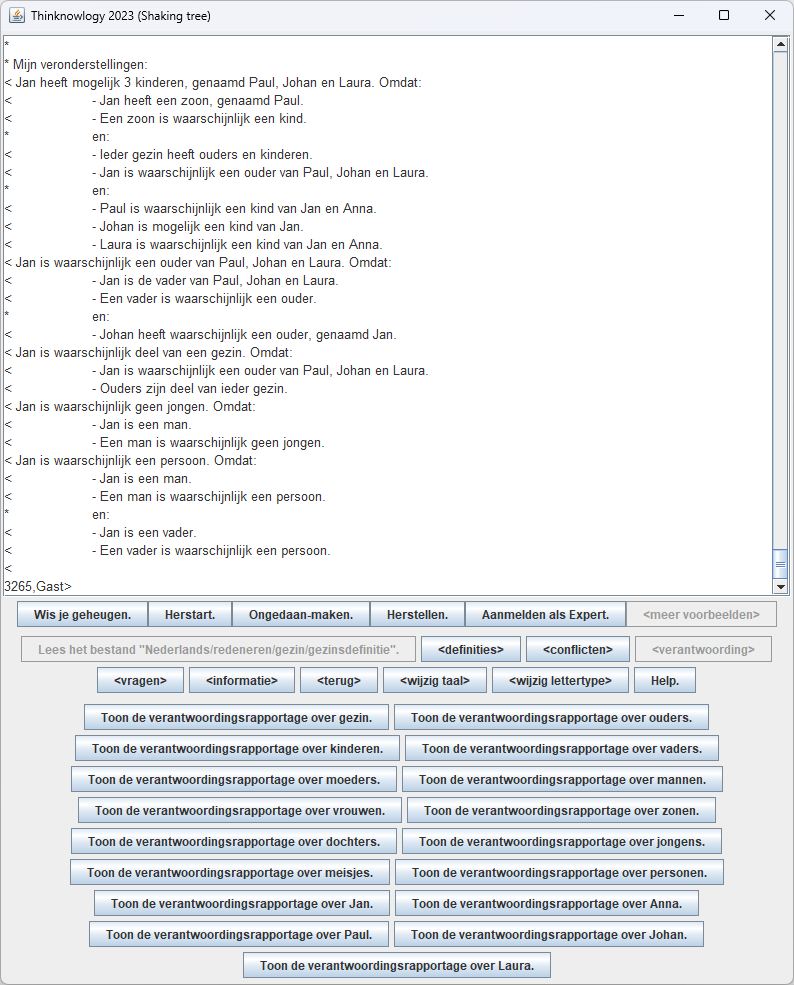 Thinknowlogy 2023 (Shaking tree)
*
* Mijn veronderstellingen:
< Jan heeft mogelijk 3 kinderen, genaamd Paul, Johan en Laura. Omdat:
< - Jan heeft een zoon, genaamd Paul.
< - Een zoon is waarschijnlijk een kind.
* en:
< - Ieder gezin heeft ouders en kinderen.
< - Jan is waarschijnlijk een ouder van Paul, Johan en Laura.
* en:
< - Paul is waarschijnlijk een kind van Jan en Anna.
< - Johan is mogelijk een kind van Jan.
< - Laura is waarschijnlijk een kind van Jan en Anna.
< Jan is waarschijnlijk een ouder van Paul, Johan en Laura. Omdat:
< - Jan is de vader van Paul, Johan en Laura.
< - Een vader is waarschijnlijk een ouder.
* en:
< - Johan heeft waarschijnlijk een ouder, genaamd Jan.
< Jan is waarschijnlijk deel van een gezin. Omdat:
< - Jan is waarschijnlijk een ouder van Paul, Johan en Laura.
< - Ouders zijn deel van ieder gezin.
< Jan is waarschijnlijk geen jongen. Omdat:
< - Jan is een man.
< - Een man is waarschijnlijk geen jongen.
< Jan is waarschijnlijk een persoon. Omdat:
< - Jan is een man.
< - Een man is waarschijnlijk een persoon.
* en:
< - Jan is een vader.
< - Een vader is waarschijnlijk een persoon.
<
3265,Gast>
Wis je geheugen. Herstart. Ongedaan-maken. Herstellen. Aanmelden als Expert. <meer voorbeelden>
Lees het bestand "Nederlands/redeneren/gezin/gezinsdefinitie". <definities> <conflicten> <verantwoording>
<vragen> <informatie> <terug> <wijzig taal> <wijzig lettertype> Help.
Toon de verantwoordingsrapportage over gezin. Toon de verantwoordingsrapportage over ouders.
Toon de verantwoordingsrapportage over kinderen. Toon de verantwoordingsrapportage over vaders.
Toon de verantwoordingsrapportage over moeders. Toon de verantwoordingsrapportage over mannen.
Toon de verantwoordingsrapportage over vrouwen. Toon de verantwoordingsrapportage over zonen.
Toon de verantwoordingsrapportage over dochters. Toon de verantwoordingsrapportage over jongens.
Toon de verantwoordingsrapportage over meisjes. Toon de verantwoordingsrapportage over personen.
Toon de verantwoordingsrapportage over Jan. Toon de verantwoordingsrapportage over Anna.
Toon de verantwoordingsrapportage over Paul. Toon de verantwoordingsrapportage over Johan.
Toon de verantwoordingsrapportage over Laura.